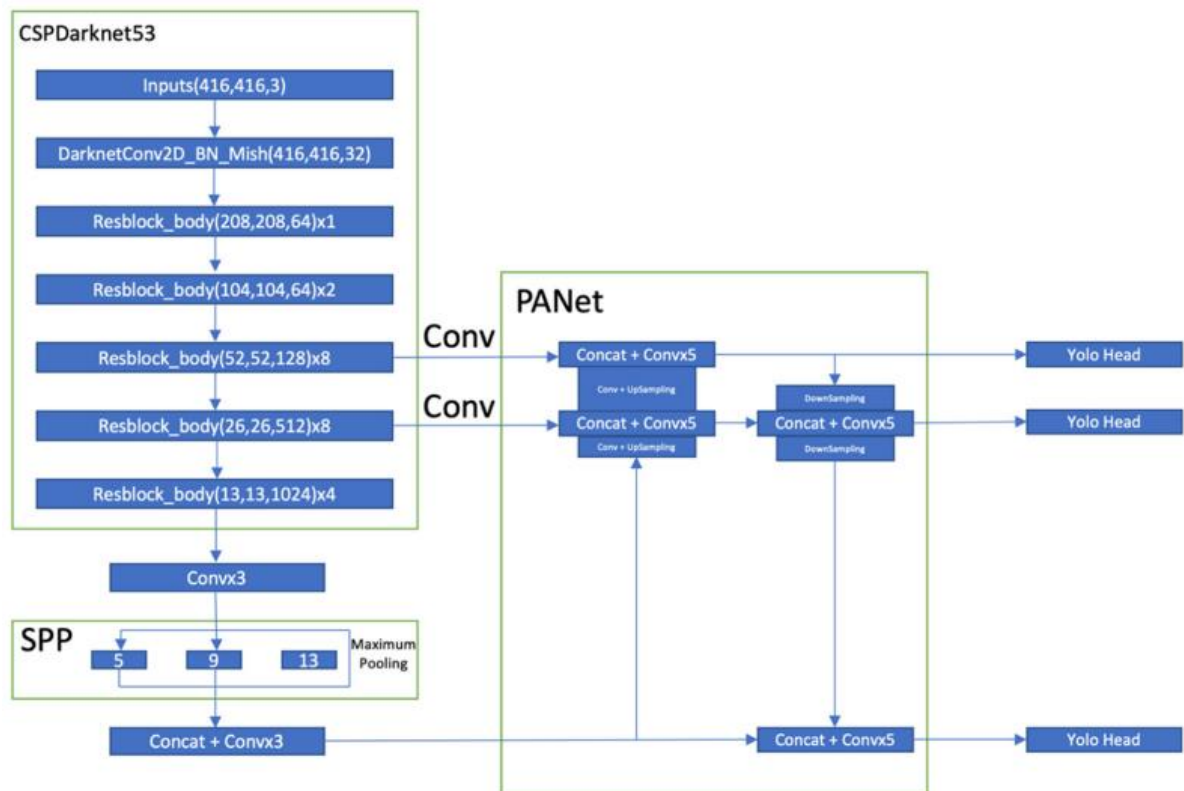 CSPDarknet53
Inputs(416,416,3)
DarknetConv2D_BN_Mish(416,416,32)
Resblock_body(208,208,64)x1
Resblock_body(104,104,64)x2
Resblock_body(52,52,128)x8
Resblock_body(26,26,512)x8
Resblock_body(13,13,1024)x4
Convx3
SPP
5
9
13
Maximum
Pooling
Concat + Convx3
Conv
Conv
PANet
Concat + Convx5
Conv + UpSampling
Concat + Convx5
Conv + UpSampling
DownSampling
Concat + Convx5
DownSampling
Concat + Convx5
Yolo Head
Yolo Head
Yolo Head